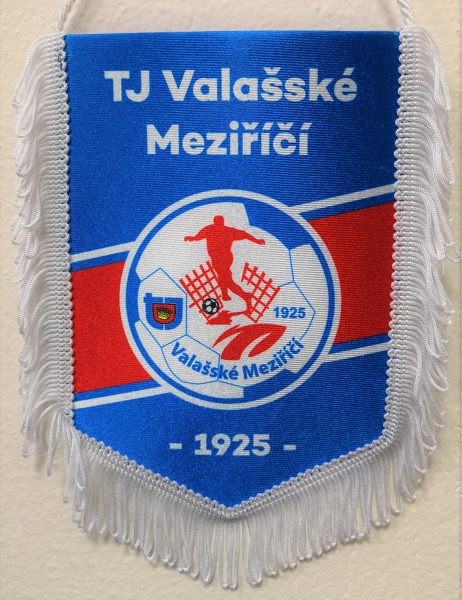 TJ Valašské
Meziříčí
1925
Valašské Meziříčí
- 1925 -